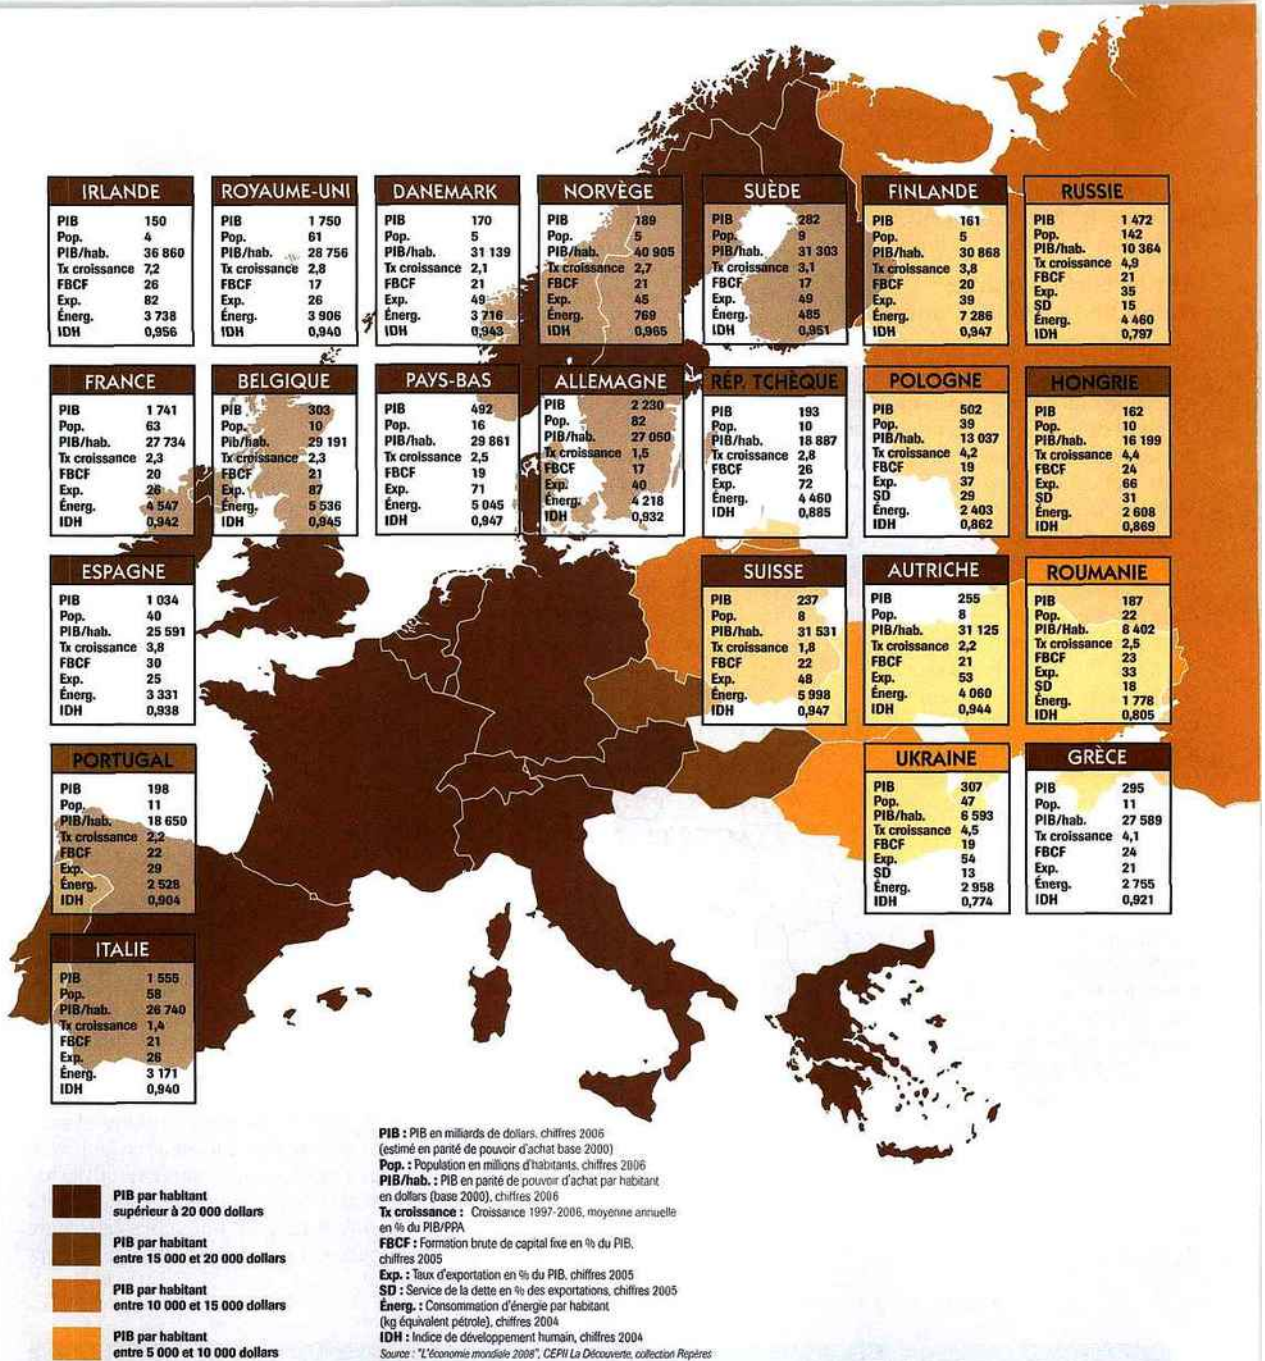 IRLANDE
PIB 150
Pop. 4
PIB/hab. 36 860
Tx croissance 7,2
FBCF 26
Exp. 82
Énerg. 3 738
IDH 0,956
ROYAUME-UNI
PIB 1 750
Pop. 61
PIB/hab. 28 756
Tx croissance 2,8
FBCF 17
Exp. 26
Énerg. 3 906
IDH 0,940
DANEMARK
PIB 170
Pop. 5
PIB/hab. 31 139
Tx croissance 2,1
FBCF 21
Exp. 49
Énerg. 3 716
IDH 0,943
NORVÈGE
PIB 189
Pop. 5
PIB/hab. 40 905
Tx croissance 2,7
FBCF 21
Exp. 45
Énerg. 769
IDH 0,965
SUÈDE
PIB 282
Pop. 9
PIB/hab. 31 303
Tx croissance 3,1
FBCF 17
Exp. 49
Énerg. 485
IDH 0,951
FINLANDE
PIB 161
Pop. 5
PIB/hab. 30 868
Tx croissance 3,8
FBCF 20
Exp. 39
Énerg. 7 286
IDH 0,947
RUSSIE
PIB 1 472
Pop. 142
PIB/hab. 10 364
Tx croissance 4,9
FBCF 21
Exp. 35
SD 15
Énerg. 4 460
IDH 0,797
FRANCE
PIB 1 741
Pop. 63
PIB/hab. 27 734
Tx croissance 2,3
FBCF 20
Exp. 26
Énerg. 4 547
IDH 0,942
BELGIQUE
PIB 303
Pop. 10
Pib/hab. 29 191
Tx croissance 2,3
FBCF 21
Exp. 87
Énerg. 5 536
IDH 0,945
PAYS-BAS
PIB 492
Pop. 16
PIB/hab. 29 861
Tx croissance 2,5
FBCF 19
Exp. 71
Énerg. 5 045
IDH 0,947
ALLEMAGNE
PIB 2 230
Pop. 82
PIB/hab. 27 050
Tx croissance 1,5
FBCF 17
Exp. 40
Énerg. 4 218
IDH 0,932
RÉP. TCHÈQUE
PIB 193
Pop. 10
PIB/hab. 18 887
Tx croissance 2,8
FBCF 26
Exp. 72
Énerg. 4 460
IDH 0,885
POLOGNE
PIB 502
Pop. 39
PIB/hab. 13 037
Tx croissance 4,2
FBCF 19
Exp. 37
SD 29
Énerg. 2 403
IDH 0,862
HONGRIE
PIB 162
Pop. 10
PIB/hab. 16 199
Tx croissance 4,4
FBCF 24
Exp. 66
SD 31
Énerg. 2 608
IDH 0,869
ESPAGNE
PIB 1 034
Pop. 40
PIB/hab. 25 591
Tx croissance 3,8
FBCF 30
Exp. 25
Énerg. 3 331
IDH 0,938
SUISSE
PIB 237
Pop. 8
PIB/hab. 31 531
Tx croissance 1,8
FBCF 22
Exp. 48
Énerg. 5 998
IDH 0,947
AUTRICHE
PIB 255
Pop. 8
PIB/hab. 31 125
Tx croissance 2,2
FBCF 21
Exp. 53
Énerg. 4 060
IDH 0,944
ROUMANIE
PIB 187
Pop. 22
PIB/Hab. 8 402
Tx croissance 2,5
FBCF 23
Exp. 33
SD 18
Énerg. 1 778
IDH 0,805
PORTUGAL
PIB 198
Pop. 11
PIB/hab. 18 650
Tx croissance 2,2
FBCF 22
Exp. 29
Énerg. 2 528
IDH 0,904
UKRAINE
PIB 307
Pop. 47
PIB/hab. 6 593
Tx croissance 4,5
FBCF 19
Exp. 54
SD 13
Énerg. 2 958
IDH 0,774
GRÈCE
PIB 295
Pop. 11
PIB/hab. 27 589
Tx croissance 4,1
FBCF 24
Exp. 21
Énerg. 2 755
IDH 0,921
ITALIE
PIB 1 555
Pop. 58
PIB/hab. 26 740
Tx croissance 1,4
FBCF 21
Exp. 26
Énerg. 3 171
IDH 0,940
PIB par habitant
supérieur à 20 000 dollars
PIB par habitant
entre 15 000 et 20 000 dollars
PIB par habitant
entre 10 000 et 15 000 dollars
PIB par habitant
entre 5 000 et 10 000 dollars
PIB : PIB en milliards de dollars, chiffres 2006
(estimé en parité de pouvoir d'achat base 2000)
Pop. : Population en millions d'habitants, chiffres 2006
PIB/hab. : PIB en parité de pouvoir d'achat par habitant
en dollars (base 2000), chiffres 2006
Tx croissance : Croissance 1997-2006, moyenne annuelle
en % du PIB/PPA
FBCF : Formation brute de capital fixe en % du PIB,
chiffres 2005
Exp. : Taux d'exportation en % du PIB, chiffres 2005
SD : Service de la dette en % des exportations, chiffres 2005
Énerg. : Consommation d'énergie par habitant
(kg équivalent pétrole), chiffres 2004
IDH : Indice de développement humain, chiffres 2004
Source : "L'économie mondiale 2008", CEPII La Découverte, collection Repères